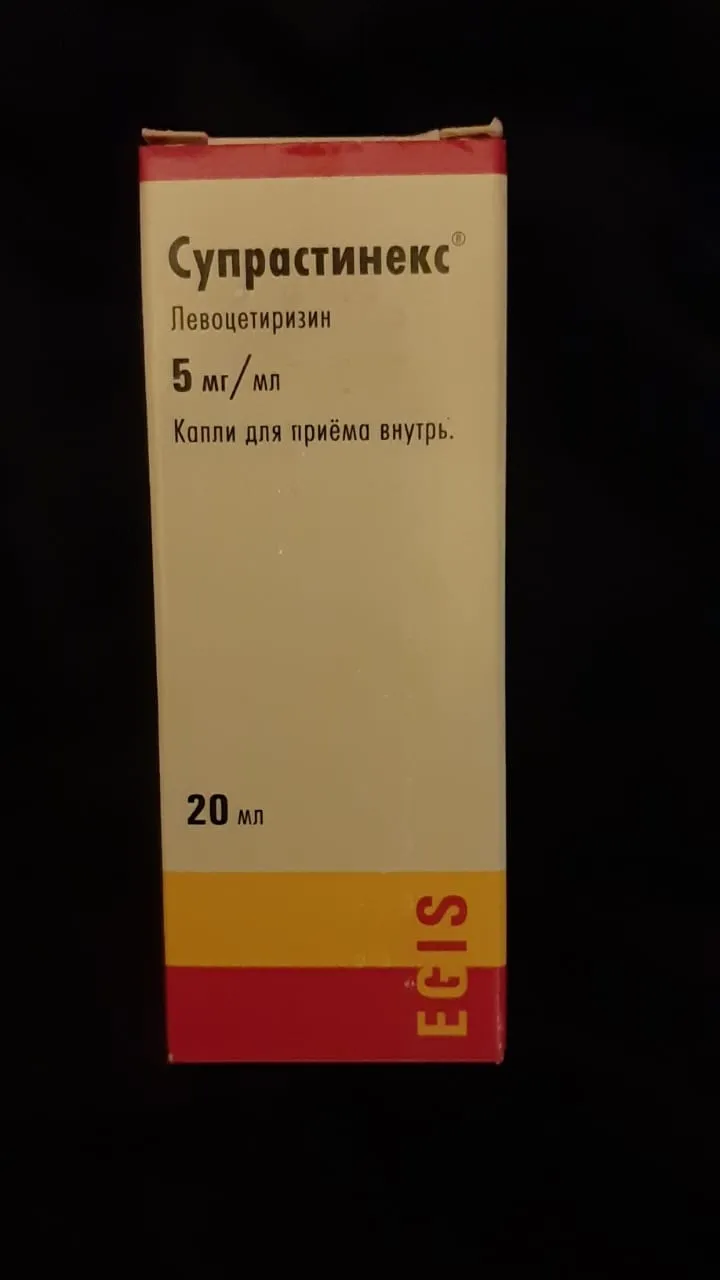 Супрастинекс®
Левоцетиризин
5 мг/мл
Капли для приёма внутрь.
20 мл
EGIS